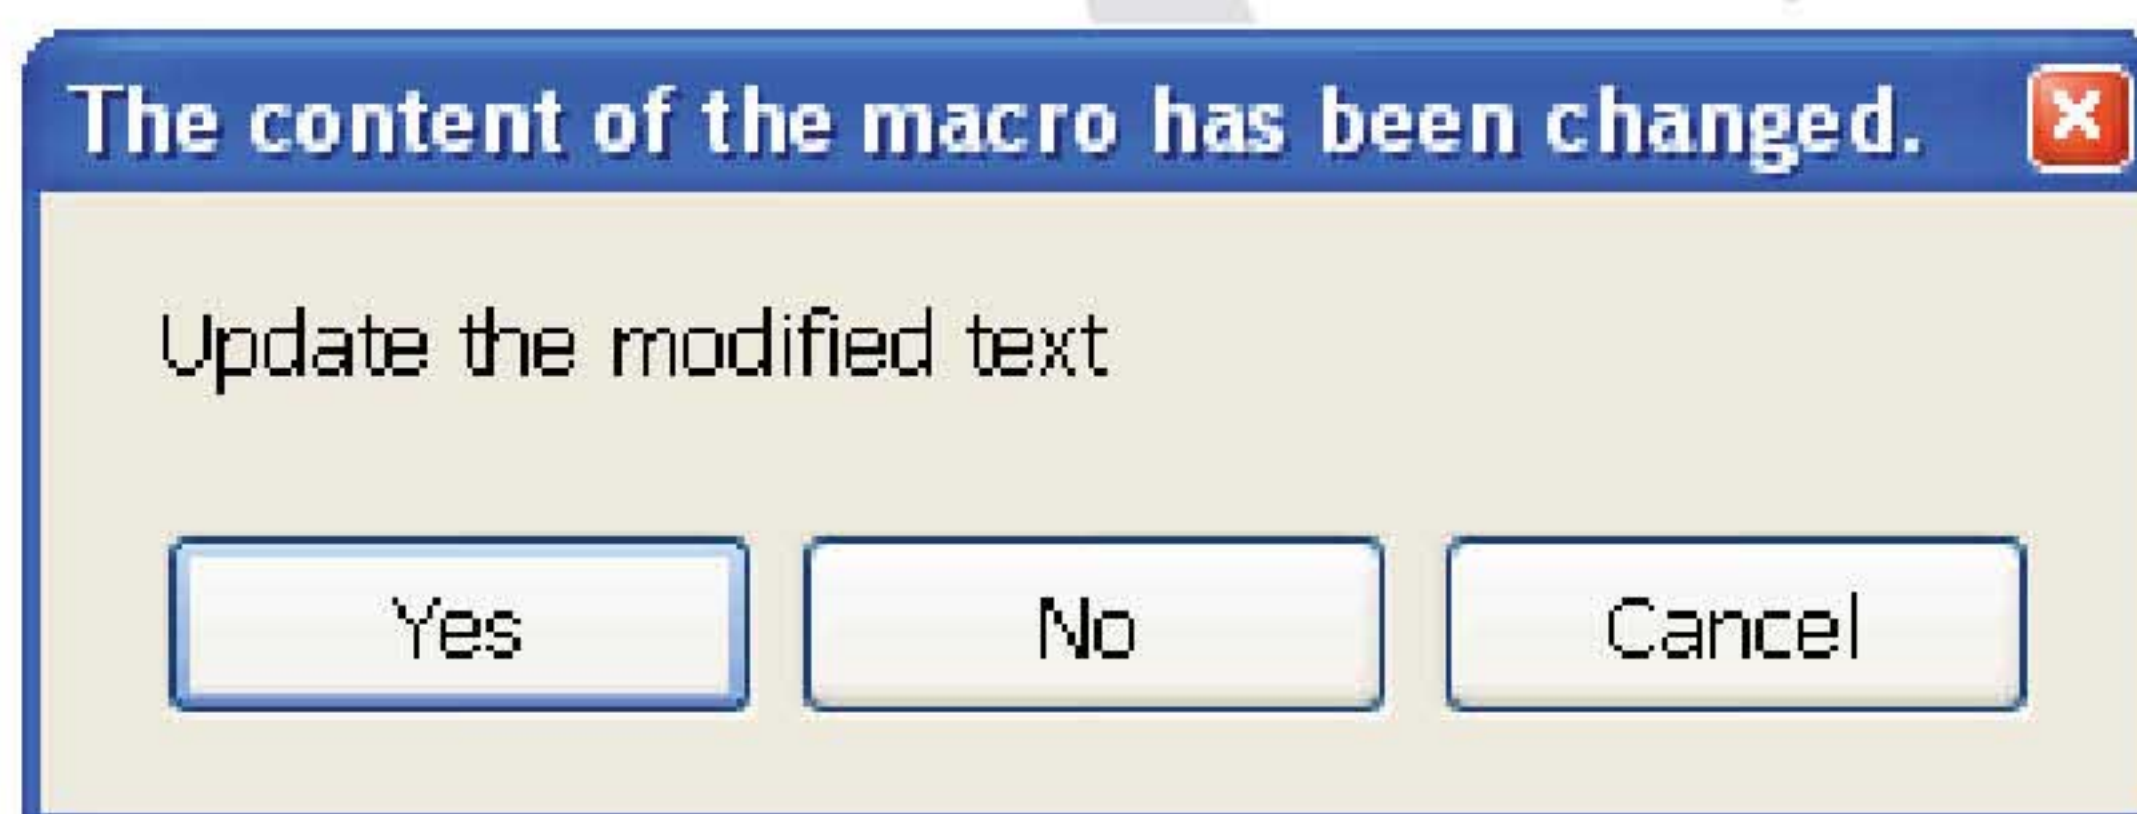 The content of the macro has been changed.
Update the modified text
Yes No Cancel